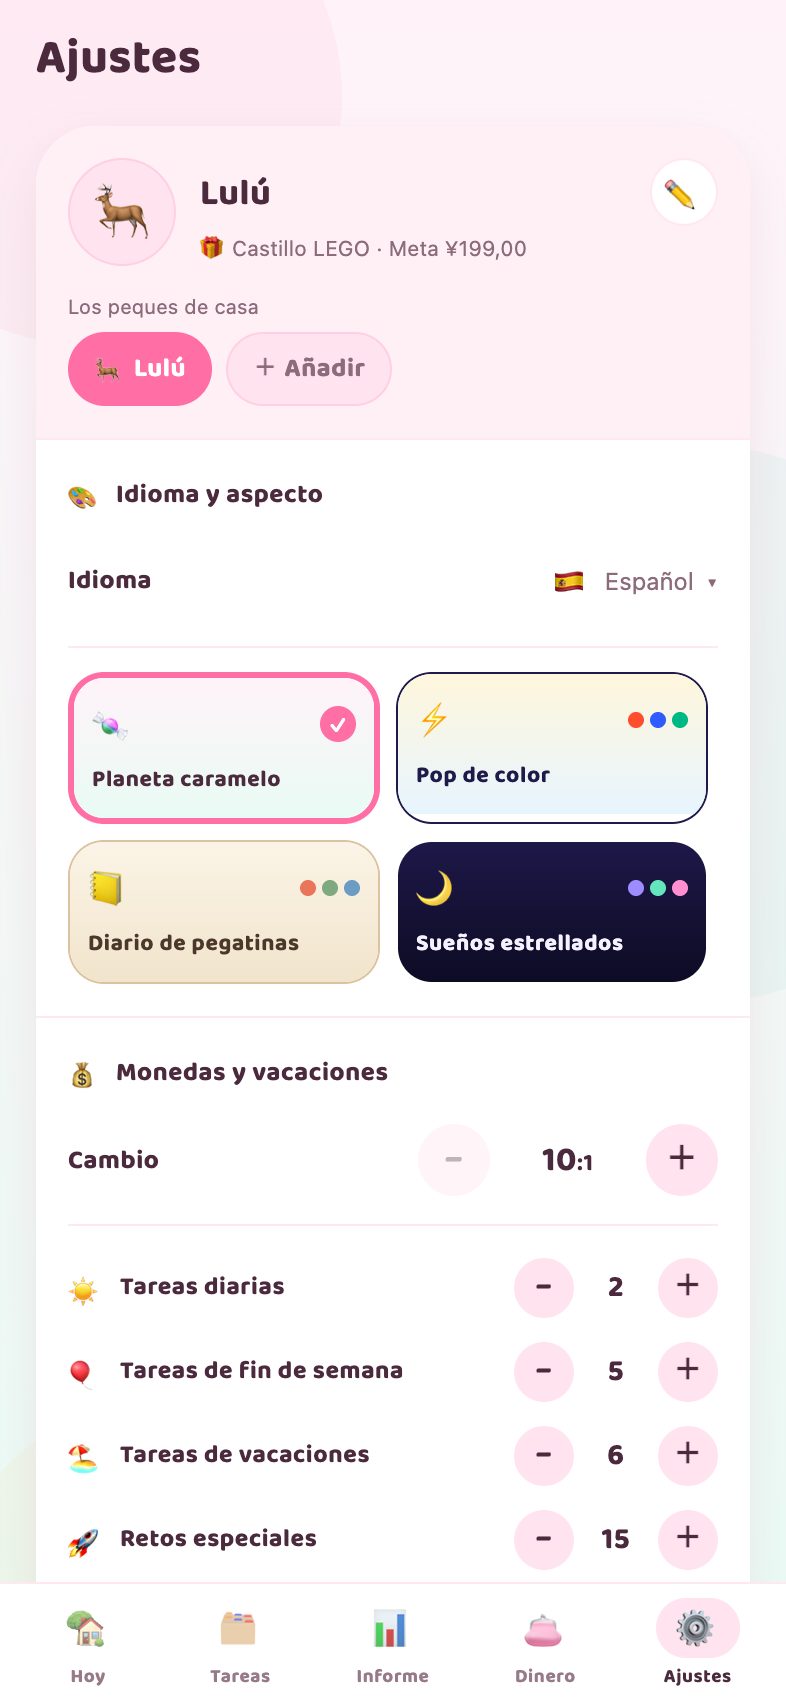 Ajustes
Lulú
Castillo LEGO · Meta ¥199,00
Los peques de casa
Lulú
+ Añadir
Idioma y aspecto
Idioma
Español ▾
Planeta caramelo
Pop de color
Diario de pegatinas
Sueños estrellados
Monedas y vacaciones
Cambio
- 10:1 +
Tareas diarias - 2 +
Tareas de fin de semana - 5 +
Tareas de vacaciones - 6 +
Retos especiales - 15 +
Hoy
Tareas
Informe
Dinero
Ajustes